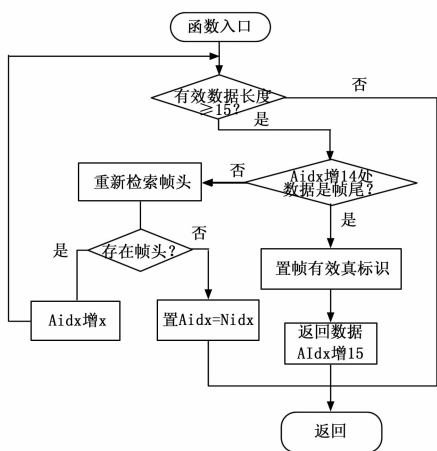 函数入口
有效数据长度
≥15?
否
是
Aidx增14处
数据是帧尾?
否
重新检索帧头
是
存在帧头?
是
否
置帧有效真标识
Aidx增x
置Aidx=Nidx
返回数据
AIdx增15
返回